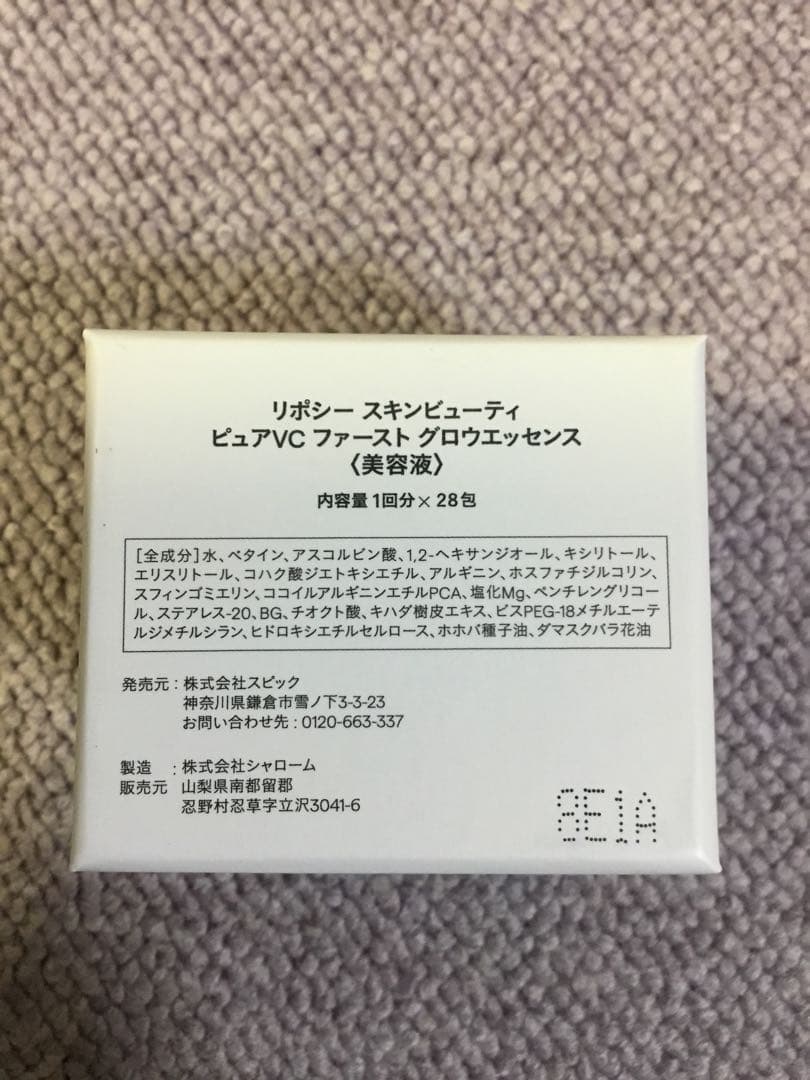 リポシー スキンビューティ
ピュアVC ファースト グロウエッセンス
〈美容液〉
内容量 1回分 × 28包
[全成分]水、ベタイン、アスコルビン酸、1,2-ヘキサンジオール、キシリトール、
エリスリトール、コハク酸ジエトキシエチル、アルギニン、ホスファチジルコリン、
スフィンゴミエリン、ココイルアルギニンエチルPCA、塩化Mg、ペンチレングリコー
ル、ステアレス-20、BG、チオクト酸、キハダ樹皮エキス、ビスPEG-18メチルエーテ
ルジメチルシラン、ヒドロキシエチルセルロース、ホホバ種子油、ダマスクバラ花油
発売元 : 株式会社スピック
神奈川県鎌倉市雪ノ下3-3-23
お問い合わせ先 : 0120-663-337
製造 : 株式会社シャローム
販売元 山梨県南都留郡
忍野村忍草字立沢3041-6
8E1A